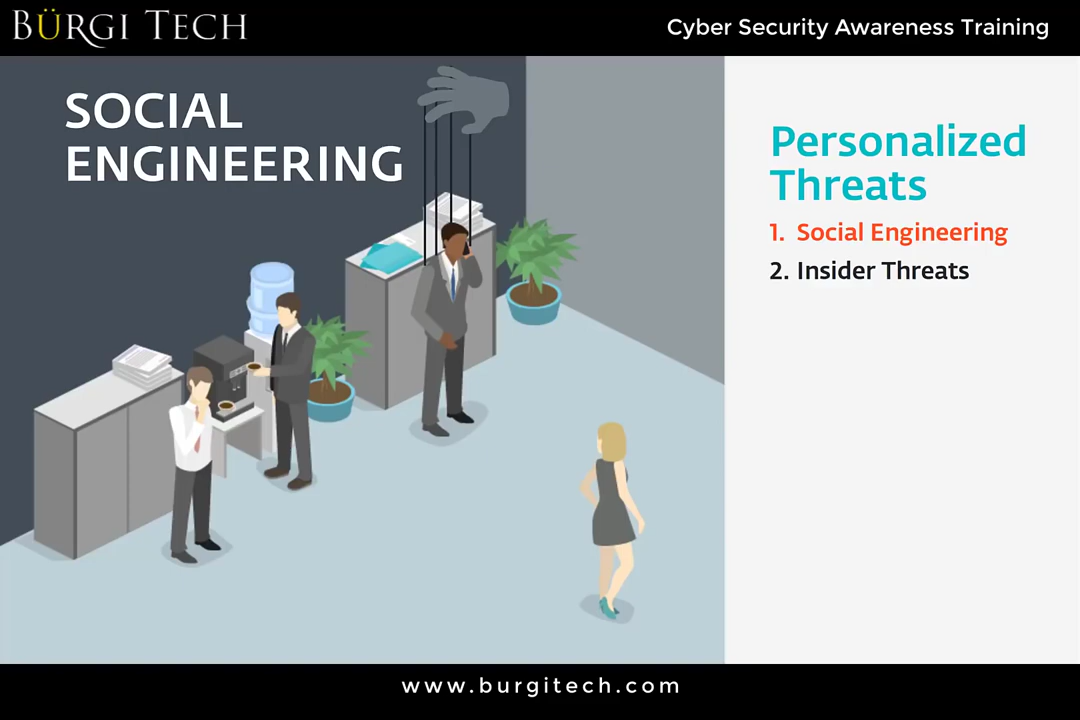 BÜRGI TECH
Cyber Security Awareness Training
SOCIAL
ENGINEERING
Personalized
Threats
1. Social Engineering
2. Insider Threats
www.burgitech.com